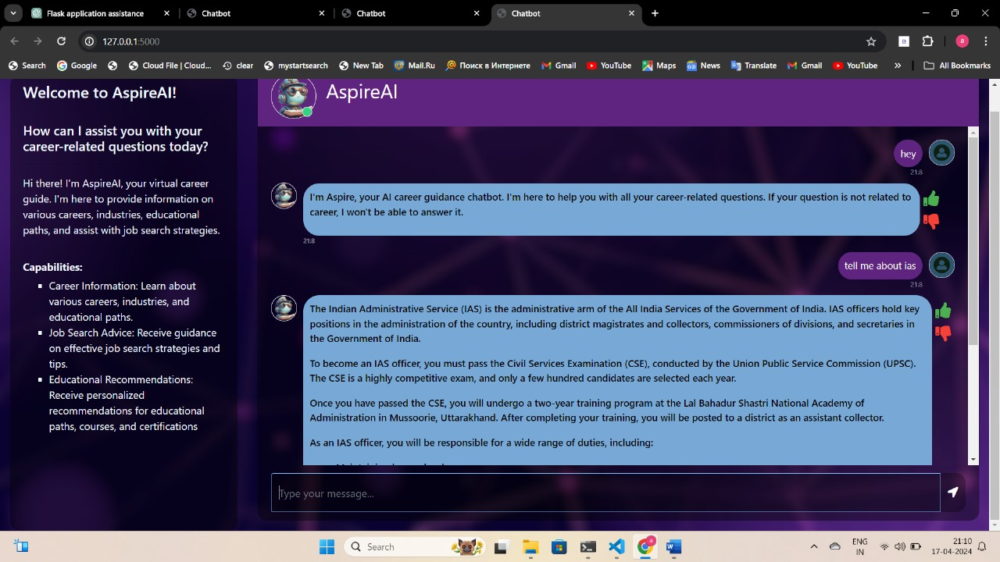 Flask application assistance
Chatbot
Chatbot
Chatbot
127.0.0.1:5000
B
a
Search
Google
Cloud File | Cloud...
clear
mystartsearch
New Tab
Mail.Ru
Поиск в Интернете
Gmail
YouTube
Maps
News
Translate
Gmail
YouTube
»
All Bookmarks
Welcome to AspireAI!
How can I assist you with your
career-related questions today?
Hi there! I'm AspireAI, your virtual career
guide. I'm here to provide information on
various careers, industries, educational
paths, and assist with job search strategies.
Capabilities:
Career Information: Learn about
various careers, industries, and
educational paths.
Job Search Advice: Receive guidance
on effective job search strategies and
tips.
Educational Recommendations:
Receive personalized
recommendations for educational
paths, courses, and certifications
AspireAI
hey
21:8
I'm Aspire, your AI career guidance chatbot. I'm here to help you with all your career-related questions. If your question is not related to
career, I won't be able to answer it.
21:8
tell me about ias
21:8
The Indian Administrative Service (IAS) is the administrative arm of the All India Services of the Government of India. IAS officers hold key
positions in the administration of the country, including district magistrates and collectors, commissioners of divisions, and secretaries in
the Government of India.
To become an IAS officer, you must pass the Civil Services Examination (CSE), conducted by the Union Public Service Commission (UPSC).
The CSE is a highly competitive exam, and only a few hundred candidates are selected each year.
Once you have passed the CSE, you will undergo a two-year training program at the Lal Bahadur Shastri National Academy of
Administration in Mussoorie, Uttarakhand. After completing your training, you will be posted to a district as an assistant collector.
As an IAS officer, you will be responsible for a wide range of duties, including:
Type your message...
Search
a
ENG
IN
21:10
17-04-2024